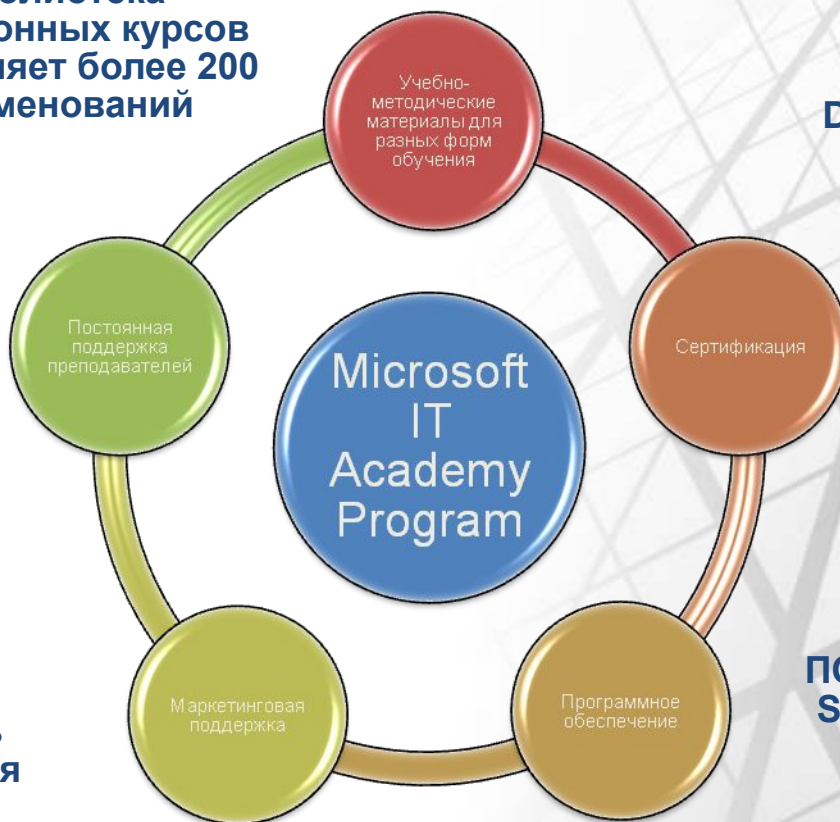 менований
Учебно-
методические
материалы для
разных форм
обучения
Постоянная
поддержка
преподавателей
Microsoft
IT
Academy
Program
Сертификация
Маркетинговая
поддержка
Программное
обеспечение
онных курсов
яет более 200